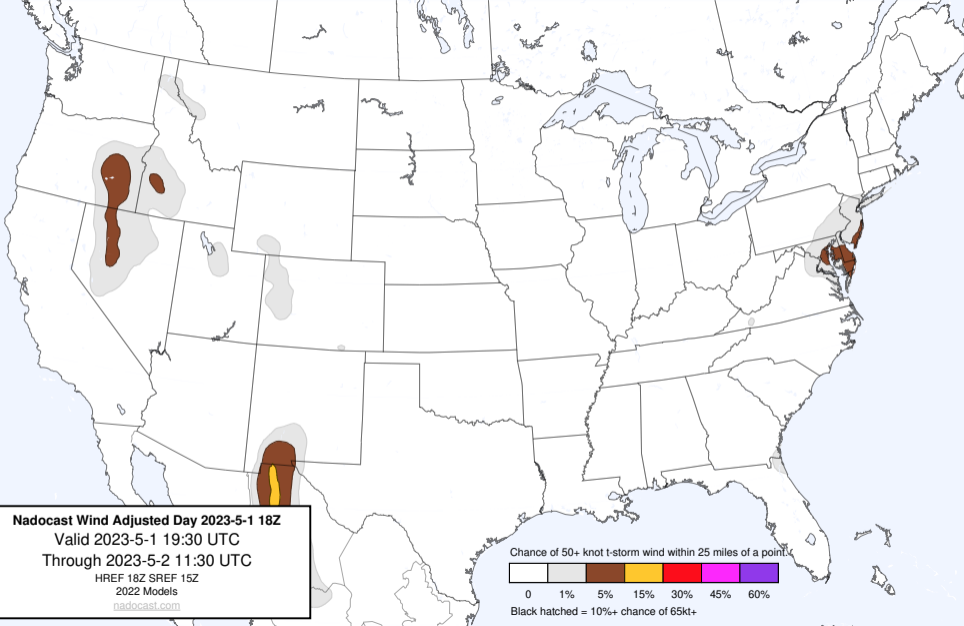 Nadocast Wind Adjusted Day 2023-5-1 18Z
Valid 2023-5-1 19:30 UTC
Through 2023-5-2 11:30 UTC
HREF 18Z SREF 15Z
2022 Models
nadocast.com
Chance of 50+ knot t-storm wind within 25 miles of a point.
0 1% 5% 15% 30% 45% 60%
Black hatched = 10%+ chance of 65kt+